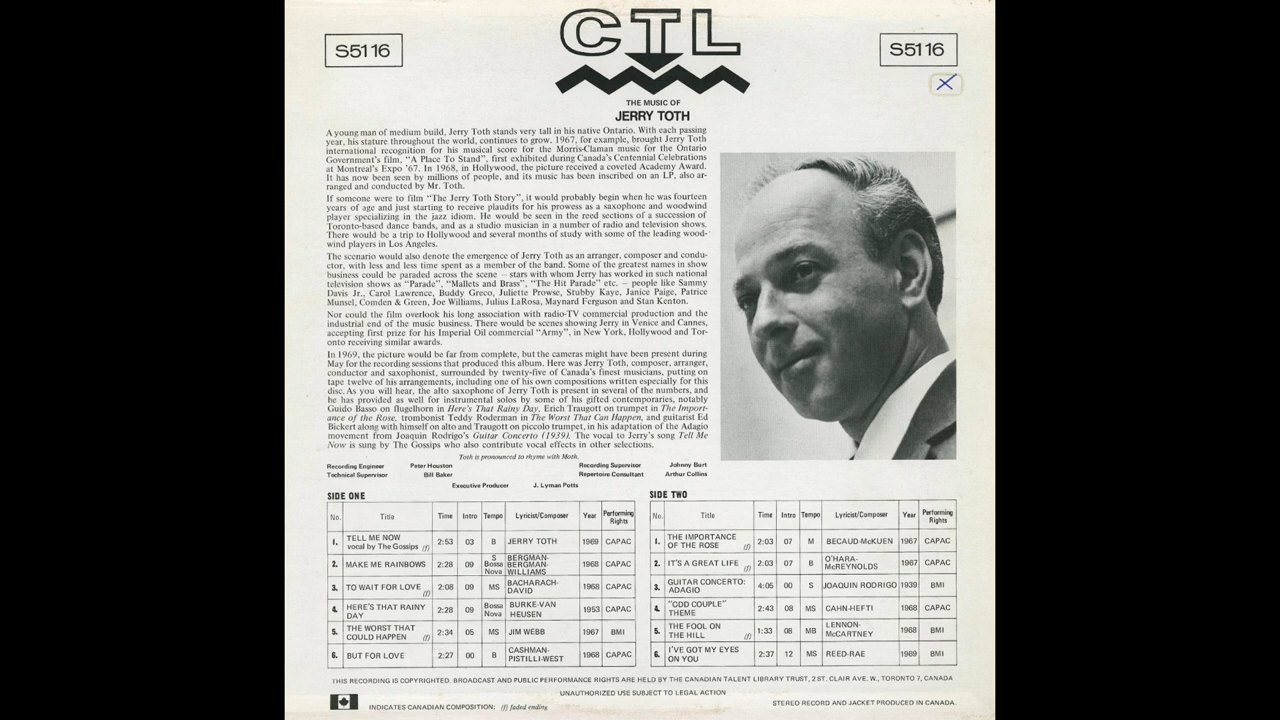 CTL
S5116
S5116
THE MUSIC OF
JERRY TOTH
A young man of medium build, Jerry Toth stands very tall in his native Ontario. With each passing
year, his stature throughout the world, continues to grow. 1967, for example, brought Jerry Toth
international recognition for his musical score for the Morris-Claman music for the Ontario
Government's film, "A Place To Stand", first exhibited during Canada's Centennial Celebrations
at Montreal's Expo '67. In 1968, in Hollywood, the picture received a coveted Academy Award.
It has now been seen by millions of people, and its music has been inscribed on an LP, also ar-
ranged and conducted by Mr. Toth.
If someone were to film "The Jerry Toth Story", it would probably begin when he was fourteen
years of age and just starting to receive plaudits for his prowess as a saxophone and woodwind
player specializing in the jazz idiom. He would be seen in the reed sections of a succession of
Toronto-based dance bands, and as a studio musician in a number of radio and television shows.
There would be a trip to Hollywood and several months of study with some of the leading wood-
wind players in Los Angeles.
The scenario would also denote the emergence of Jerry Toth as an arranger, composer and condu-
ctor, with less and less time spent as a member of the band. Some of the greatest names in show
business could be paraded across the scene – stars with whom Jerry has worked in such national
television shows as "Parade", "Mallets and Brass", "The Hit Parade" etc. – people like Sammy
Davis Jr., Carol Lawrence, Buddy Greco, Juliette Prowse, Stubby Kaye, Janice Paige, Patrice
Munsel, Comden & Green, Joe Williams, Julius LaRosa, Maynard Ferguson and Stan Kenton.
Nor could the film overlook his long association with radio-TV commercial production and the
industrial end of the music business. There would be scenes showing Jerry in Venice and Cannes,
accepting first prize for his Imperial Oil commercial "Army", in New York, Hollywood and Tor-
onto receiving similar awards.
In 1969, the picture would be far from complete, but the cameras might have been present during
May for the recording sessions that produced this album. Here was Jerry Toth, composer, arranger,
conductor and saxophonist, surrounded by twenty-five of Canada's finest musicians, putting on
tape twelve of his arrangements, including one of his own compositions written especially for this
disc. As you will hear, the alto saxophone of Jerry Toth is present in several of the numbers, and
he has provided as well for instrumental solos by some of his gifted contemporaries, notably
Guido Basso on flugelhorn in Here's That Rainy Day, Erich Traugott on trumpet in The Import-
ance of the Rose, trombonist Teddy Roderman in The Worst That Can Happen, and guitarist Ed
Bickert along with himself on alto and Traugott on piccolo trumpet, in his adaptation of the Adagio
movement from Joaquin Rodrigo's Guitar Concerto (1939). The vocal to Jerry's song Tell Me
Now is sung by The Gossips who also contribute vocal effects in other selections.
Toth is pronounced to rhyme with Moth.
Recording Engineer Peter Houston Recording Supervisor Johnny Burt
Technical Supervisor Bill Baker Repertoire Consultant Arthur Collins
Executive Producer J. Lyman Potts
SIDE ONE
No. Title Time Intro Tempo Lyricist/Composer Year Performing Rights
1. TELL ME NOW vocal by The Gossips (f) 2:53 03 B JERRY TOTH 1969 CAPAC
2. MAKE ME RAINBOWS 2:28 09 S Bossa Nova BERGMAN-BERGMAN-WILLIAMS 1968 CAPAC
3. TO WAIT FOR LOVE (f) 2:08 09 MS BACHARACH-DAVID 1968 CAPAC
4. HERE'S THAT RAINY DAY 2:28 09 Bossa Nova BURKE-VAN HEUSEN 1953 CAPAC
5. THE WORST THAT COULD HAPPEN (f) 2:34 05 MS JIM WEBB 1967 BMI
6. BUT FOR LOVE 2:27 00 B CASHMAN-PISTILLI-WEST 1968 CAPAC
SIDE TWO
No. Title Time Intro Tempo Lyricist/Composer Year Performing Rights
1. THE IMPORTANCE OF THE ROSE (f) 2:03 07 M BECAUD-McKUEN 1967 CAPAC
2. IT'S A GREAT LIFE (f) 2:03 07 B O'HARA-McREYNOLDS 1967 CAPAC
3. GUITAR CONCERTO: ADAGIO 4:05 00 S JOAQUIN RODRIGO 1939 BMI
4. "ODD COUPLE" THEME 2:43 08 MS CAHN-HEFTI 1968 CAPAC
5. THE FOOL ON THE HILL (f) 1:33 08 MB LENNON-McCARTNEY 1968 BMI
6. I'VE GOT MY EYES ON YOU 2:37 12 MS REED-RAE 1969 BMI
THIS RECORDING IS COPYRIGHTED. BROADCAST AND PUBLIC PERFORMANCE RIGHTS ARE HELD BY THE CANADIAN TALENT LIBRARY TRUST, 2 ST. CLAIR AVE. W., TORONTO 7, CANADA
UNAUTHORIZED USE SUBJECT TO LEGAL ACTION
INDICATES CANADIAN COMPOSITION: (f) faded ending
STEREO RECORD AND JACKET PRODUCED IN CANADA.